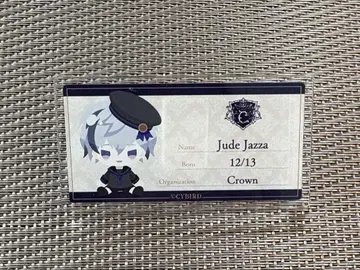 C
Name Jude Jazza
Born 12/13
Organization Crown
©CYBIRD